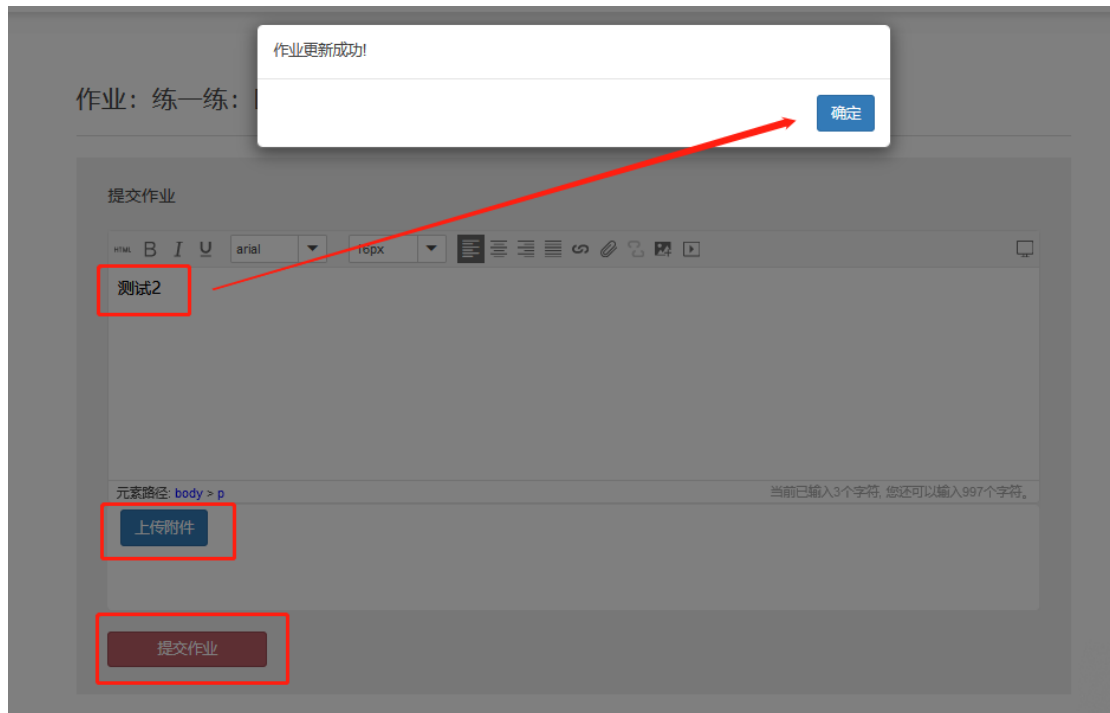 作业更新成功!
作业：练一练：
确定
提交作业
HTML B I U arial 16px
测试2
元素路径: body > p
当前已输入3个字符, 您还可以输入997个字符。
上传附件
提交作业